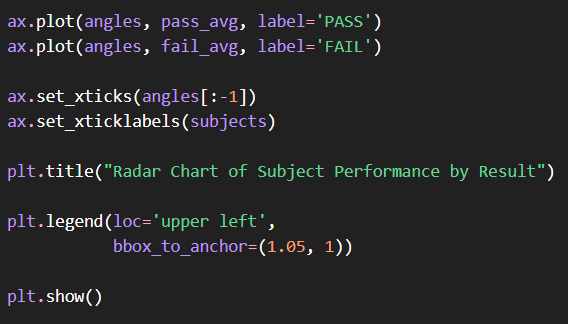 ax.plot(angles, pass_avg, label='PASS')
ax.plot(angles, fail_avg, label='FAIL')
ax.set_xticks(angles[:-1])
ax.set_xticklabels(subjects)
plt.title("Radar Chart of Subject Performance by Result")
plt.legend(loc='upper left',
           bbox_to_anchor=(1.05, 1))
plt.show()